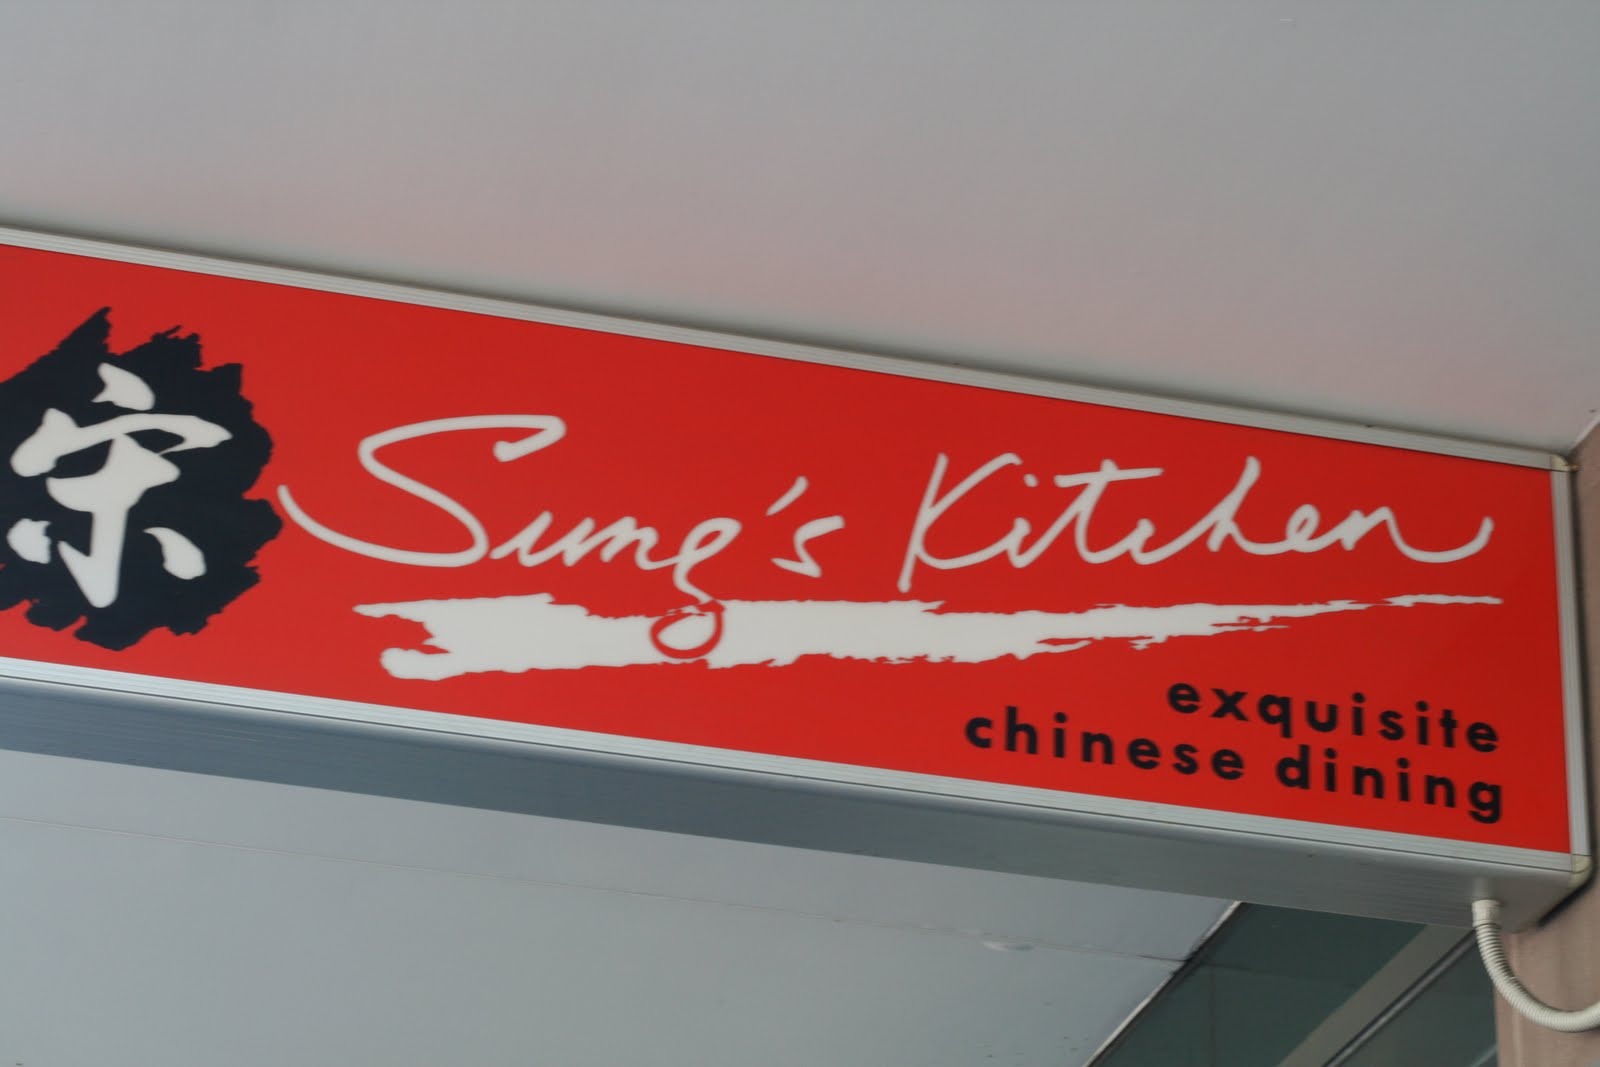 宋
Sung's Kitchen
exquisite
chinese dining